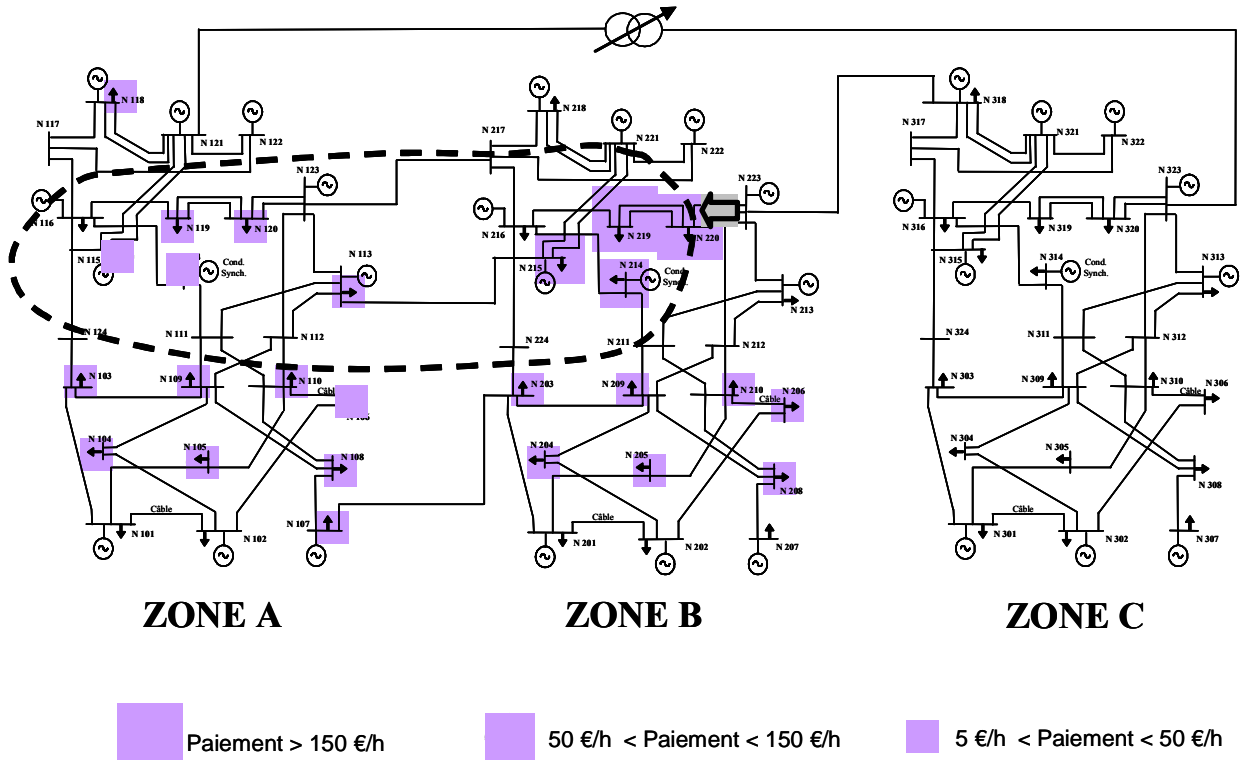 N 118
N 117
N 121
N 122
N 123
N 116
N 119
N 120
N 115
Cond.
Synch.
N 113
N 124
N 111
N 112
N 103
N 109
N 110
Câble
N 104
N 105
N 108
Câble
N 107
N 101
N 102
N 218
N 217
N 221
N 222
N 223
N 216
N 219
N 220
N 215
N 214
Cond.
Synch.
N 213
N 224
N 211
N 212
N 203
N 209
N 210
N 206
Câble
N 204
N 205
N 208
Câble
N 201
N 202
N 207
N 318
N 317
N 321
N 322
N 323
N 316
N 319
N 320
N 315
N 314
Cond.
Synch.
N 313
N 324
N 311
N 312
N 303
N 309
N 310
N 306
Câble
N 304
N 305
N 308
Câble
N 301
N 302
N 307
ZONE A
ZONE B
ZONE C
Paiement > 150 €/h
50 €/h < Paiement < 150 €/h
5 €/h < Paiement < 50 €/h